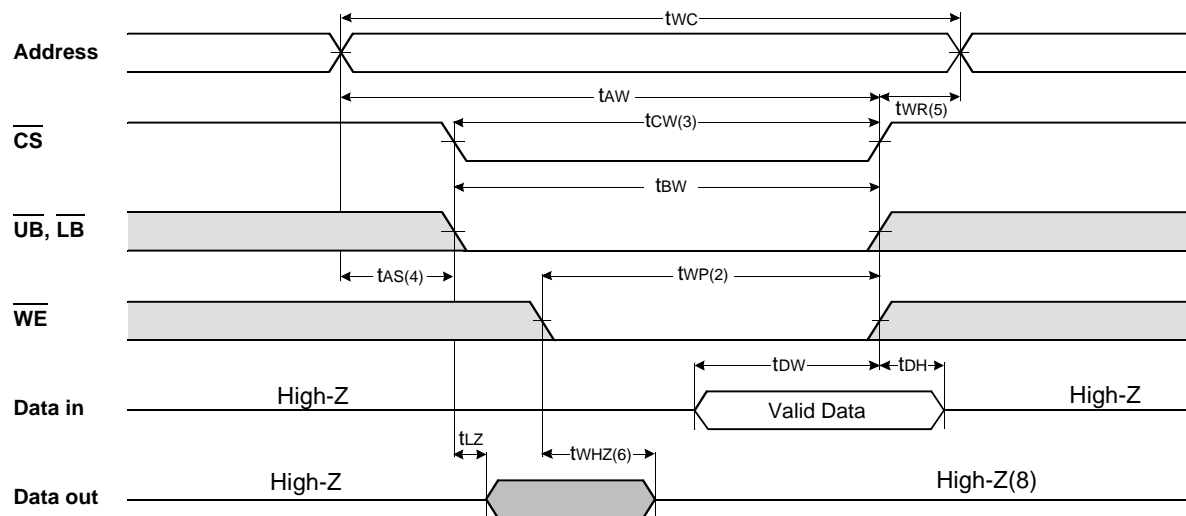 tWC
Address
tAW
tWR(5)
CS
tCW(3)
tBW
UB, LB
tAS(4)
tWP(2)
WE
tDW
tDH
Data in
High-Z
Valid Data
High-Z
tLZ
tWHZ(6)
Data out
High-Z
High-Z(8)